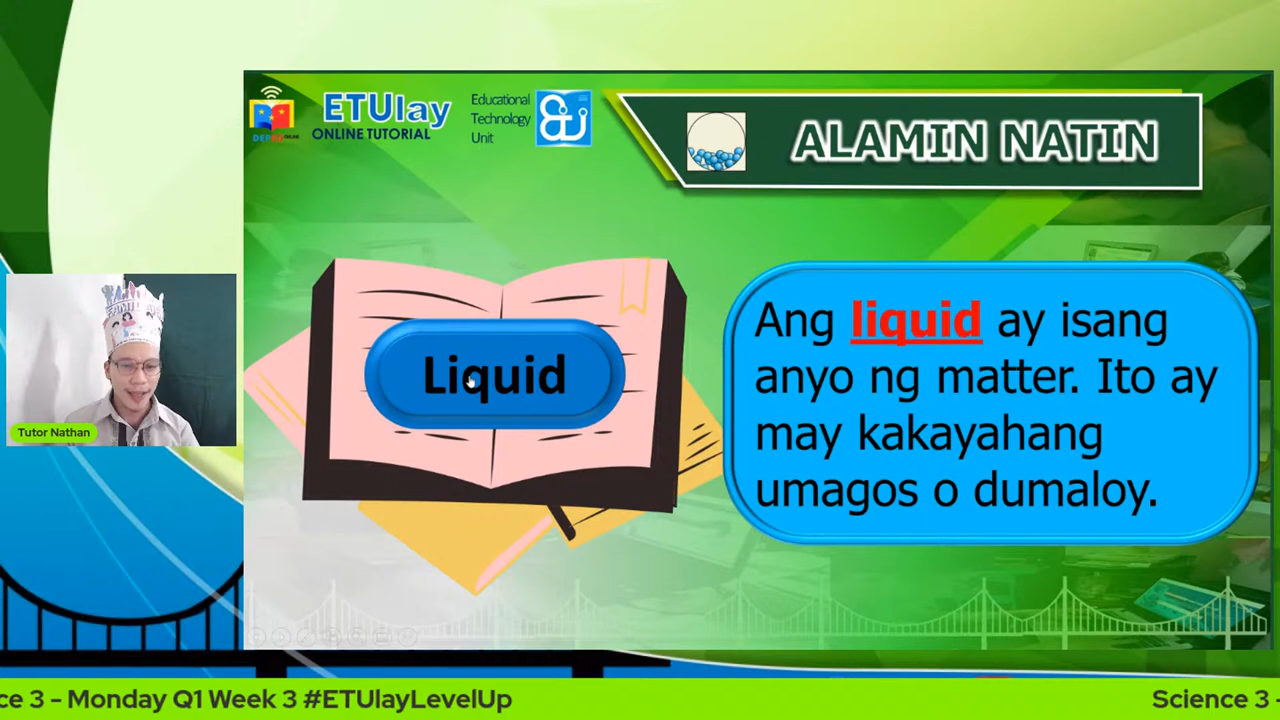 ETUlay
ONLINE TUTORIAL
Educational
Technology
Unit
ALAMIN NATIN
Liquid
Ang liquid ay isang
anyo ng matter. Ito ay
may kakayahang
umagos o dumaloy.
Tutor Nathan
ce 3 - Monday Q1 Week 3 #ETUlayLevelUp
Science 3 -